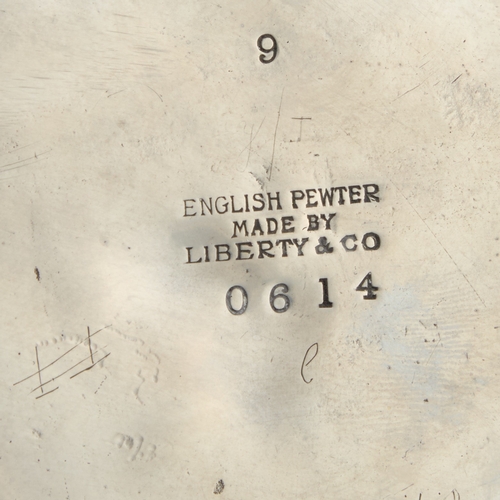 9
ENGLISH PEWTER
MADE BY
LIBERTY & CO
0614